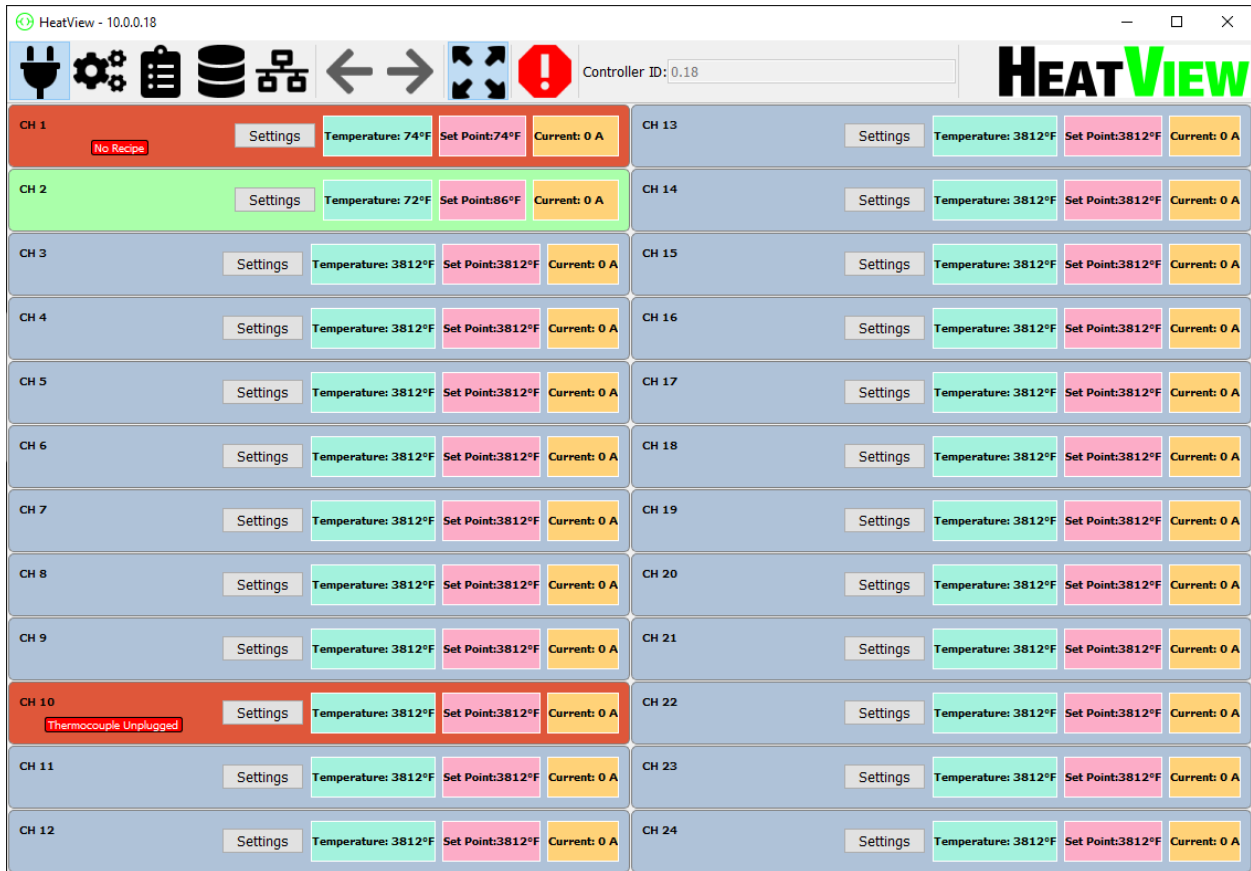 HeatView - 10.0.0.18
Controller ID: 0.18
HEATVIEW
CH 1
No Recipe
Settings
Temperature: 74°F
Set Point:74°F
Current: 0 A
CH 2
Settings
Temperature: 72°F
Set Point:86°F
Current: 0 A
CH 3
Settings
Temperature: 3812°F
Set Point:3812°F
Current: 0 A
CH 4
Settings
Temperature: 3812°F
Set Point:3812°F
Current: 0 A
CH 5
Settings
Temperature: 3812°F
Set Point:3812°F
Current: 0 A
CH 6
Settings
Temperature: 3812°F
Set Point:3812°F
Current: 0 A
CH 7
Settings
Temperature: 3812°F
Set Point:3812°F
Current: 0 A
CH 8
Settings
Temperature: 3812°F
Set Point:3812°F
Current: 0 A
CH 9
Settings
Temperature: 3812°F
Set Point:3812°F
Current: 0 A
CH 10
Thermocouple Unplugged
Settings
Temperature: 3812°F
Set Point:3812°F
Current: 0 A
CH 11
Settings
Temperature: 3812°F
Set Point:3812°F
Current: 0 A
CH 12
Settings
Temperature: 3812°F
Set Point:3812°F
Current: 0 A
CH 13
Settings
Temperature: 3812°F
Set Point:3812°F
Current: 0 A
CH 14
Settings
Temperature: 3812°F
Set Point:3812°F
Current: 0 A
CH 15
Settings
Temperature: 3812°F
Set Point:3812°F
Current: 0 A
CH 16
Settings
Temperature: 3812°F
Set Point:3812°F
Current: 0 A
CH 17
Settings
Temperature: 3812°F
Set Point:3812°F
Current: 0 A
CH 18
Settings
Temperature: 3812°F
Set Point:3812°F
Current: 0 A
CH 19
Settings
Temperature: 3812°F
Set Point:3812°F
Current: 0 A
CH 20
Settings
Temperature: 3812°F
Set Point:3812°F
Current: 0 A
CH 21
Settings
Temperature: 3812°F
Set Point:3812°F
Current: 0 A
CH 22
Settings
Temperature: 3812°F
Set Point:3812°F
Current: 0 A
CH 23
Settings
Temperature: 3812°F
Set Point:3812°F
Current: 0 A
CH 24
Settings
Temperature: 3812°F
Set Point:3812°F
Current: 0 A